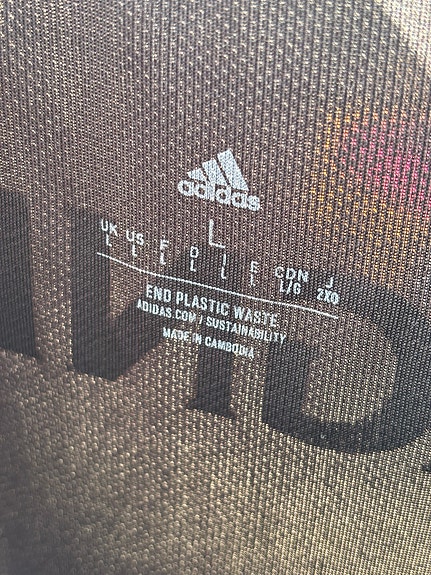 adidas
L
UK US F D I E CDN J
L L L L L L L/G 2XO
END PLASTIC WASTE
ADIDAS.COM/SUSTAINABILITY
MADE IN CAMBODIA